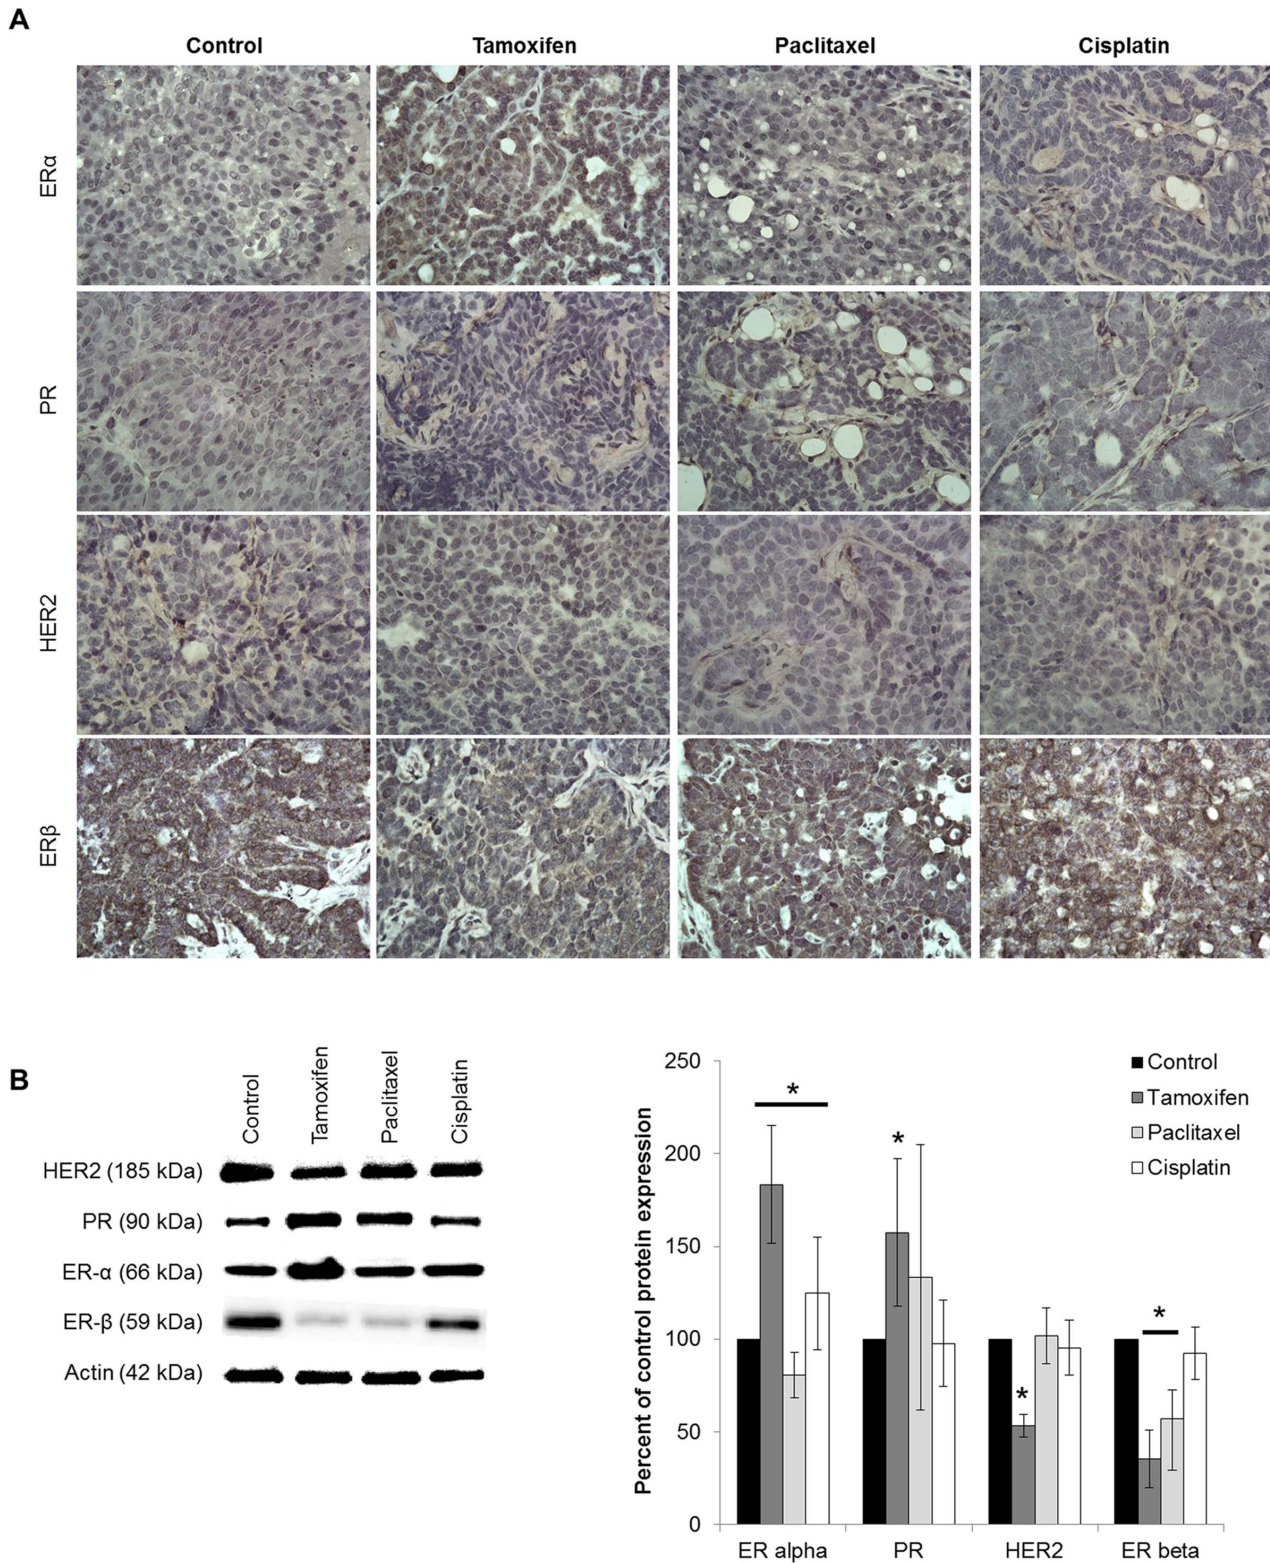 A
Control Tamoxifen Paclitaxel Cisplatin
ERα
PR
HER2
ERβ
B
Control Tamoxifen Paclitaxel Cisplatin
HER2 (185 kDa)
PR (90 kDa)
ER-α (66 kDa)
ER-β (59 kDa)
Actin (42 kDa)
Percent of control protein expression
250
200
150
100
50
0
*
*
*
*
Control
Tamoxifen
Paclitaxel
Cisplatin
ER alpha PR HER2 ER beta